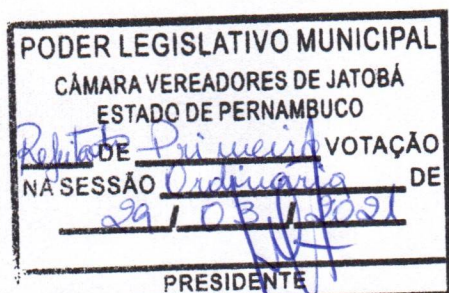 PODER LEGISLATIVO MUNICIPAL
CÂMARA VEREADORES DE JATOBÁ
ESTADO DE PERNAMBUCO
DE Primeira VOTAÇÃO
NA SESSÃO Ordinária DE
29 / 03 / 2021
PRESIDENTE